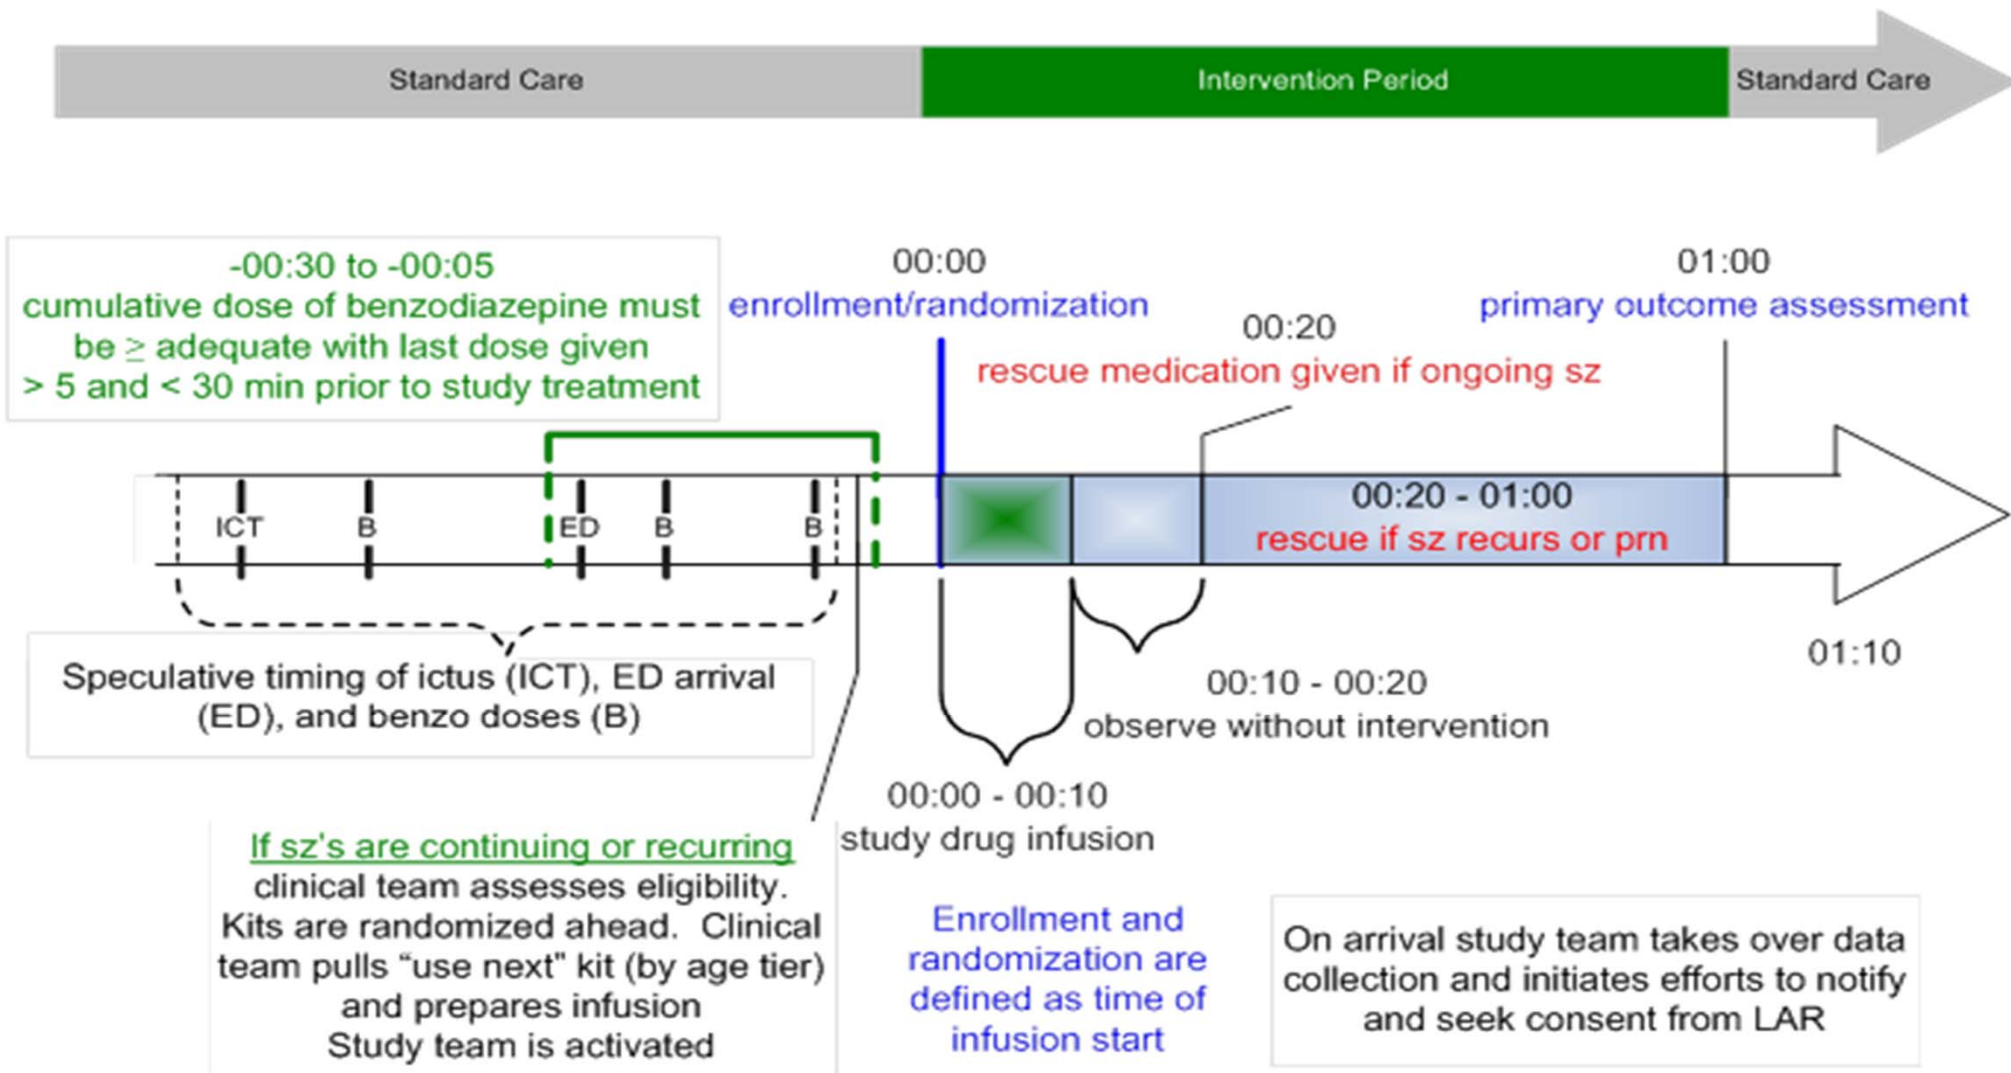 Standard Care
Intervention Period
Standard Care
-00:30 to -00:05
cumulative dose of benzodiazepine must
be ≥ adequate with last dose given
> 5 and < 30 min prior to study treatment
00:00
enrollment/randomization
00:20
rescue medication given if ongoing sz
01:00
primary outcome assessment
ICT
B
ED
B
B
00:20 - 01:00
rescue if sz recurs or prn
01:10
Speculative timing of ictus (ICT), ED arrival
(ED), and benzo doses (B)
00:10 - 00:20
observe without intervention
00:00 - 00:10
study drug infusion
If sz's are continuing or recurring
clinical team assesses eligibility.
Kits are randomized ahead.  Clinical
team pulls “use next" kit (by age tier)
and prepares infusion
Study team is activated
Enrollment and
randomization are
defined as time of
infusion start
On arrival study team takes over data
collection and initiates efforts to notify
and seek consent from LAR